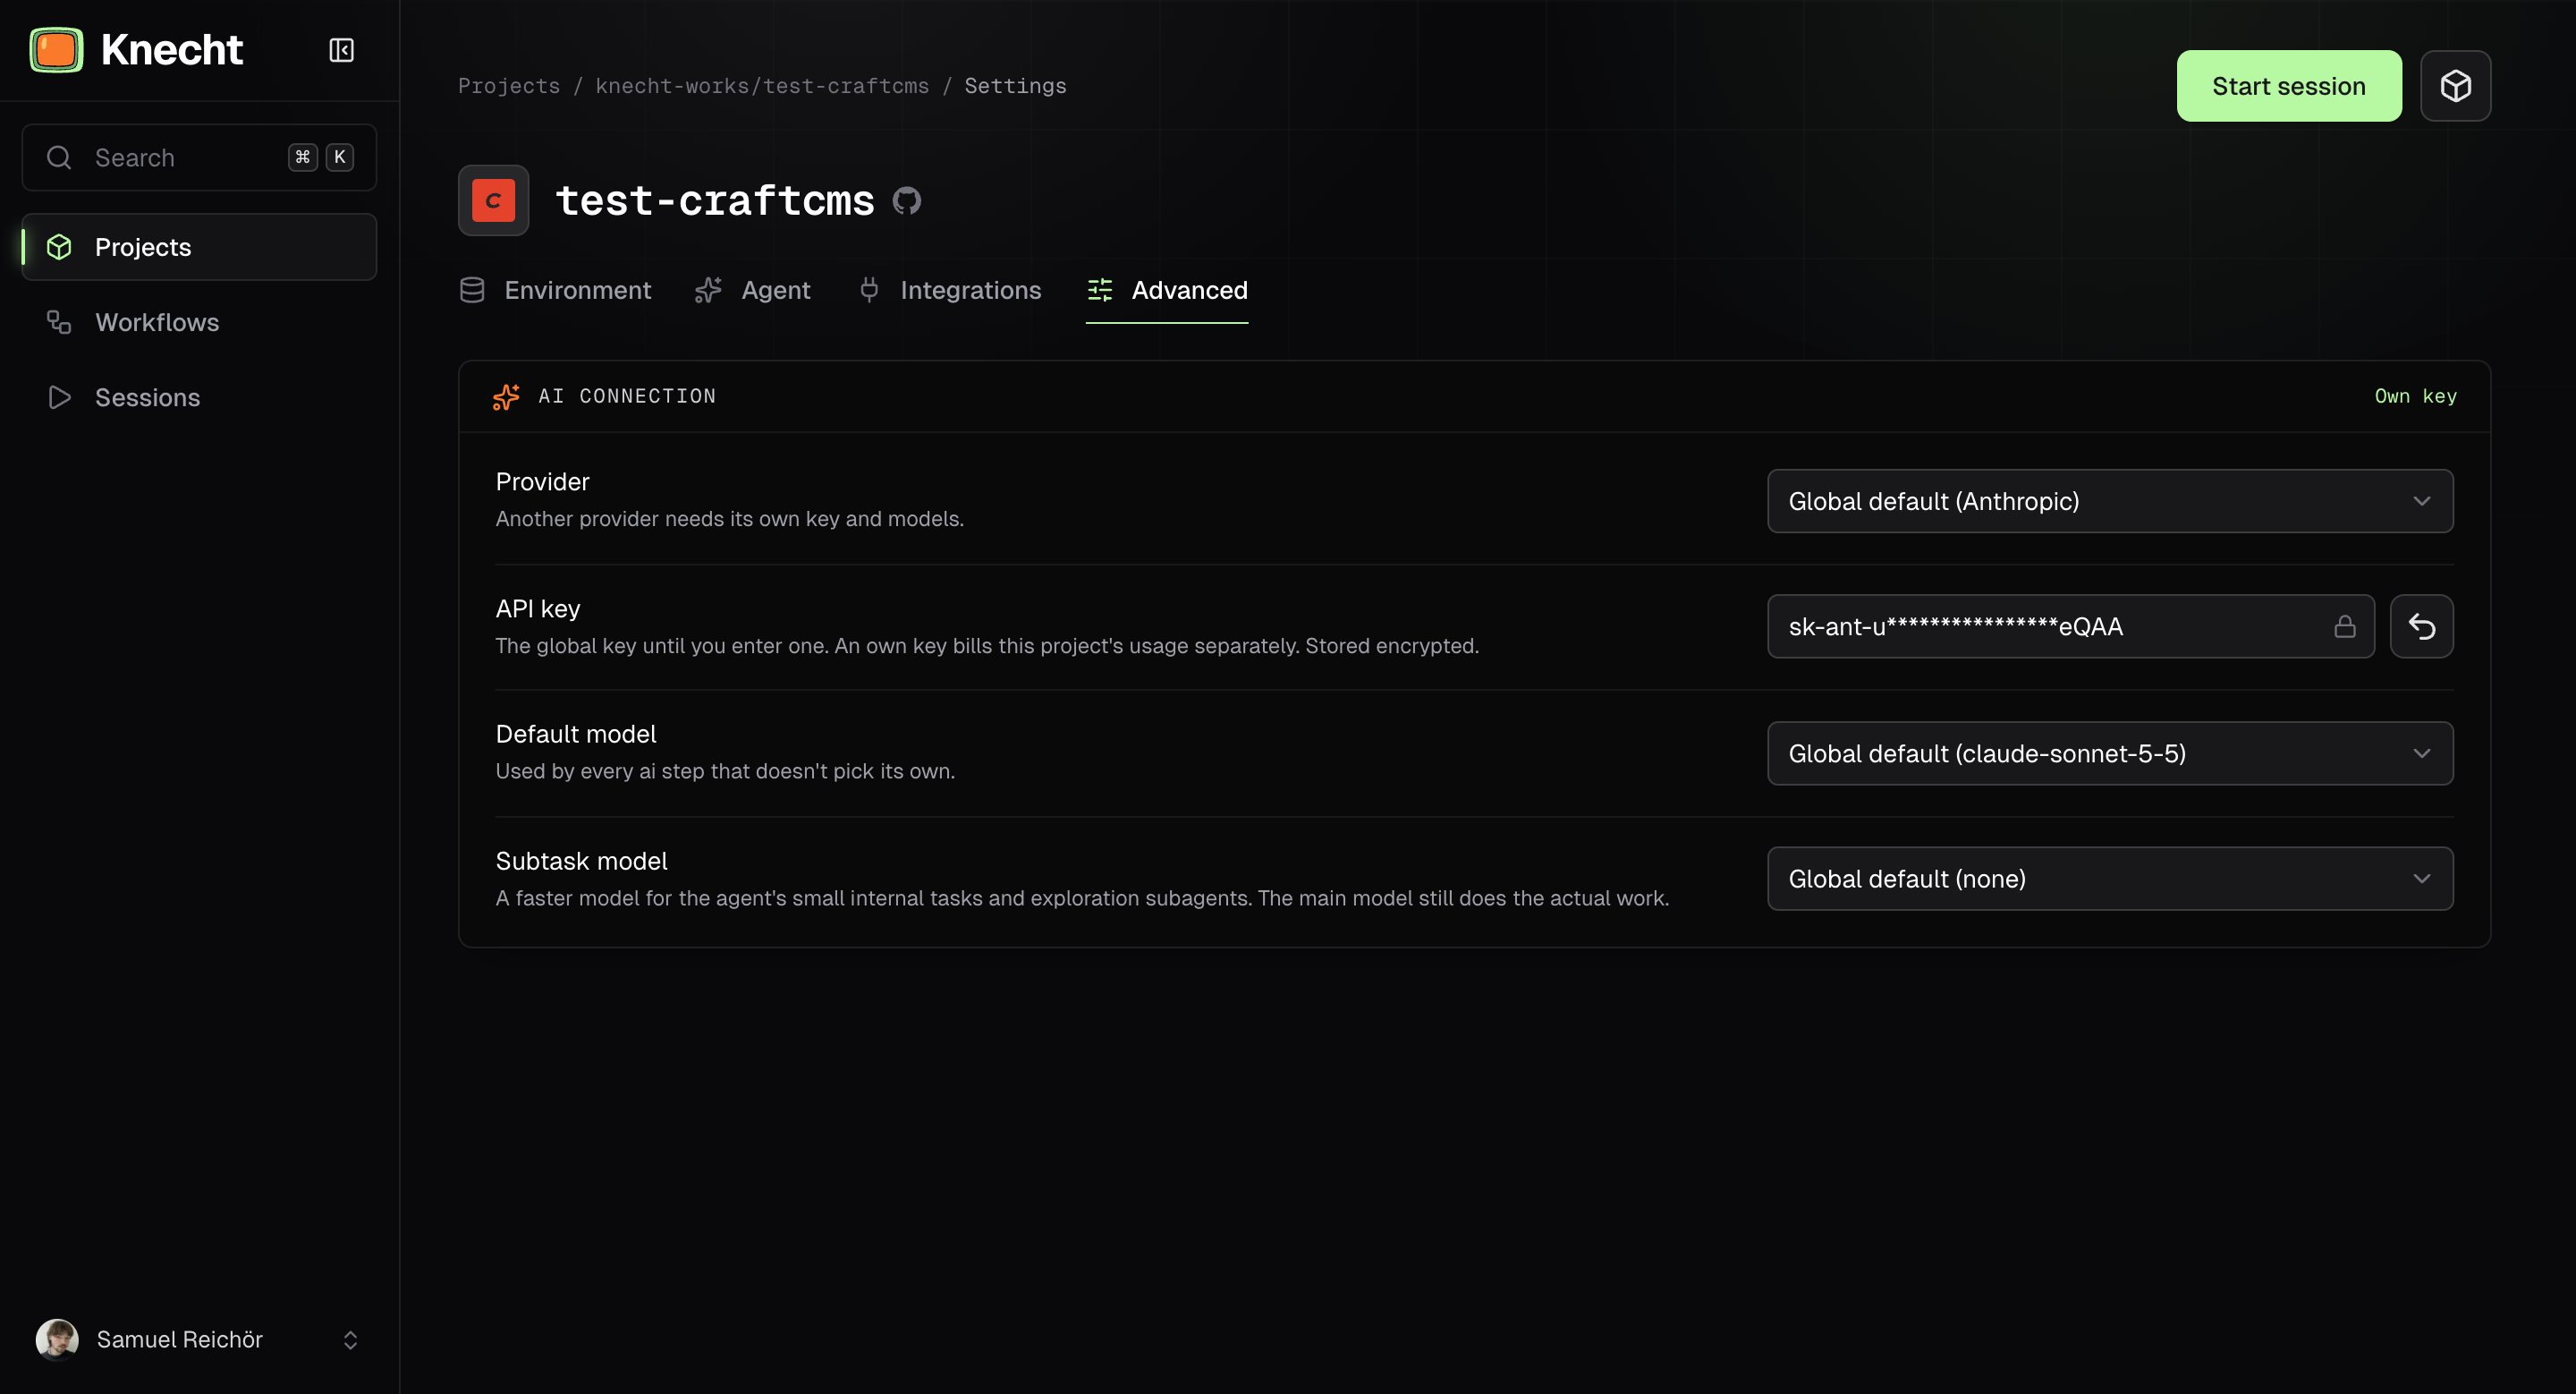 Knecht
Search ⌘ K
Projects
Workflows
Sessions
Samuel Reichör
Projects / knecht-works/test-craftcms / Settings
Start session
C
test-craftcms
Environment Agent Integrations Advanced
AI CONNECTION
Own key
Provider
Another provider needs its own key and models.
Global default (Anthropic)
API key
The global key until you enter one. An own key bills this project's usage separately. Stored encrypted.
sk-ant-u****************eQAA
Default model
Used by every ai step that doesn't pick its own.
Global default (claude-sonnet-5-5)
Subtask model
A faster model for the agent's small internal tasks and exploration subagents. The main model still does the actual work.
Global default (none)